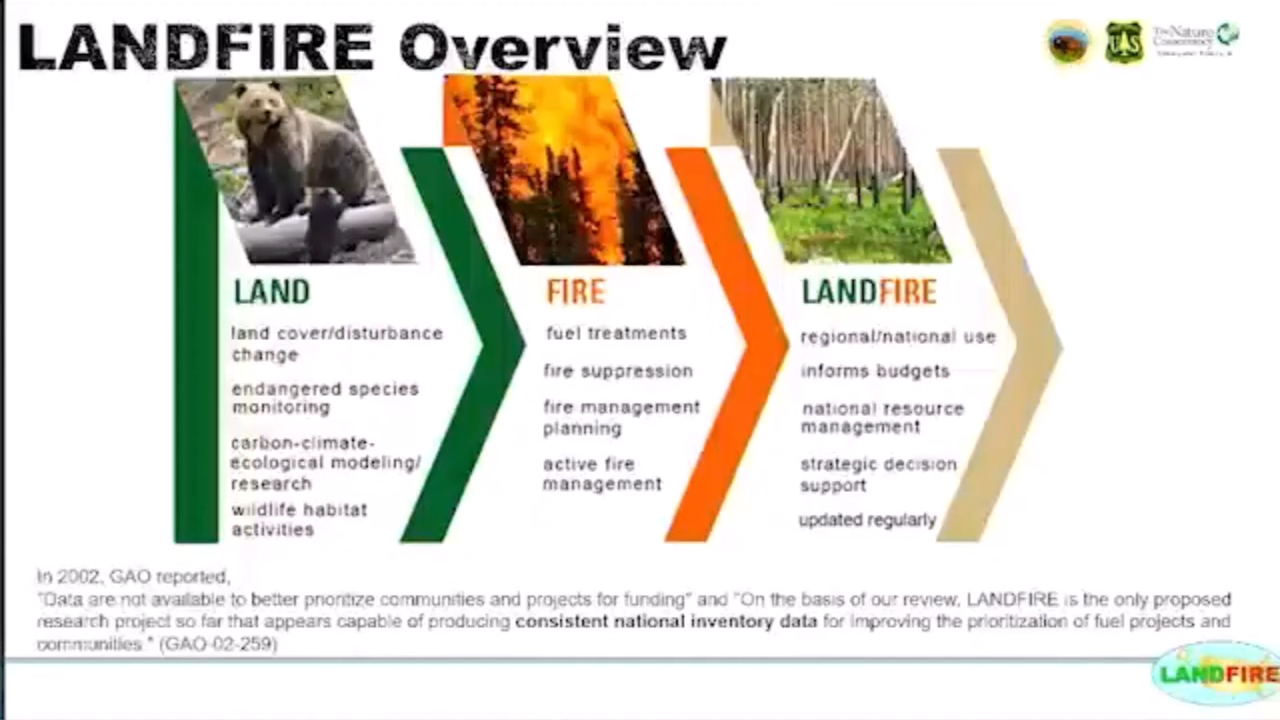 LANDFIRE Overview
UAS
The Nature
Conservancy
LAND
land cover/disturbance
change
endangered species
monitoring
carbon-climate-
ecological modeling/
research
wildlife habitat
activities
FIRE
fuel treatments
fire suppression
fire management
planning
active fire
management
LANDFIRE
regional/national use
informs budgets
national resource
management
strategic decision
support
updated regularly
In 2002, GAO reported,
"Data are not available to better prioritize communities and projects for funding" and "On the basis of our review, LANDFIRE is the only proposed
research project so far that appears capable of producing consistent national inventory data for improving the prioritization of fuel projects and
communities." (GAO-02-259)
LANDFIRE